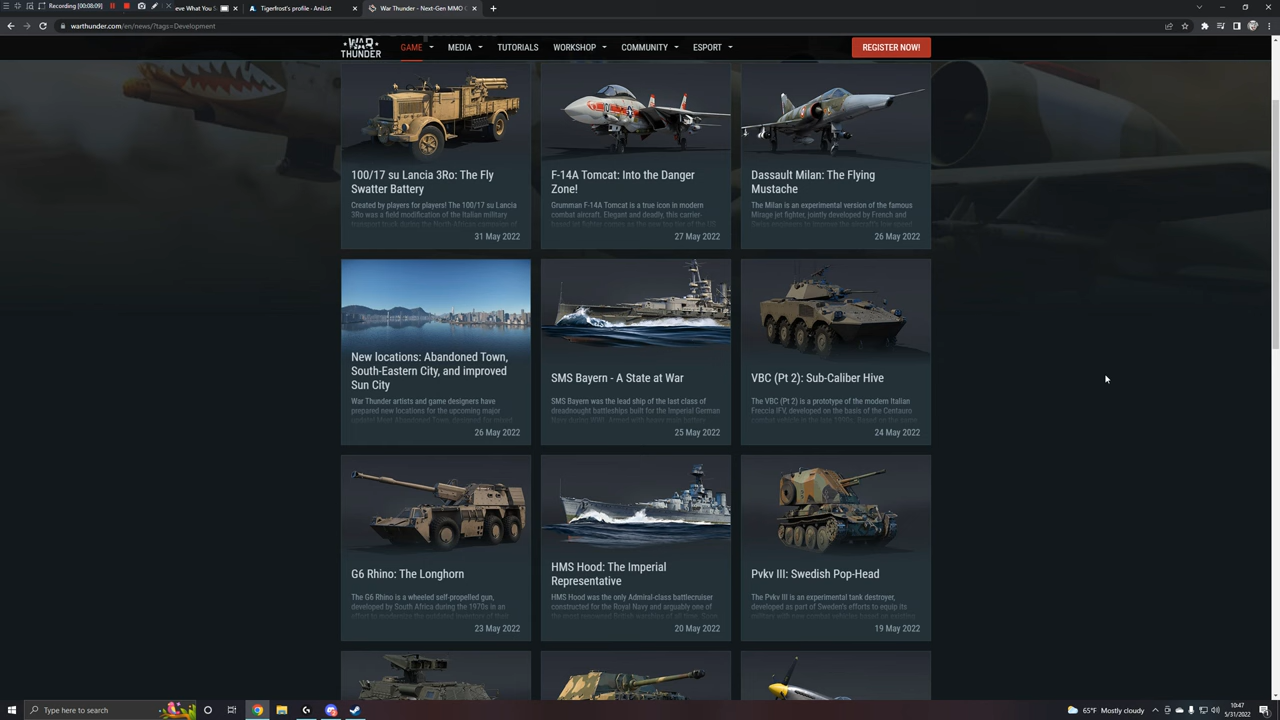 Recording [00:08:09]
eve What You S
Tigerfrost's profile · AniList
War Thunder - Next-Gen MMO
warthunder.com/en/news/?tags=Development
WAR THUNDER
GAME
MEDIA
TUTORIALS
WORKSHOP
COMMUNITY
ESPORT
REGISTER NOW!
100/17 su Lancia 3Ro: The Fly
Swatter Battery
Created by players for players! The 100/17 su Lancia
3Ro was a field modification of the Italian military
31 May 2022
F-14A Tomcat: Into the Danger
Zone!
Grumman F-14A Tomcat is a true icon in modern
combat aircraft. Elegant and deadly, this carrier-
27 May 2022
Dassault Milan: The Flying
Mustache
The Milan is an experimental version of the famous
Mirage jet fighter, jointly developed by French and
26 May 2022
New locations: Abandoned Town,
South-Eastern City, and improved
Sun City
War Thunder artists and game designers have
prepared new locations for the upcoming major
26 May 2022
SMS Bayern - A State at War
SMS Bayern was the lead ship of the last class of
dreadnought battleships built for the Imperial German
25 May 2022
VBC (Pt 2): Sub-Caliber Hive
The VBC (Pt 2) is a prototype of the modern Italian
Freccia IFV, developed on the basis of the Centauro
24 May 2022
G6 Rhino: The Longhorn
The G6 Rhino is a wheeled self-propelled gun,
developed by South Africa during the 1970s in an
23 May 2022
HMS Hood: The Imperial
Representative
HMS Hood was the only Admiral-class battlecruiser
constructed for the Royal Navy and arguably one of
20 May 2022
Pvkv III: Swedish Pop-Head
The Pvkv III is an experimental tank destroyer,
developed as part of Sweden's efforts to equip its
19 May 2022
Type here to search
65°F Mostly cloudy
10:47
5/31/2022